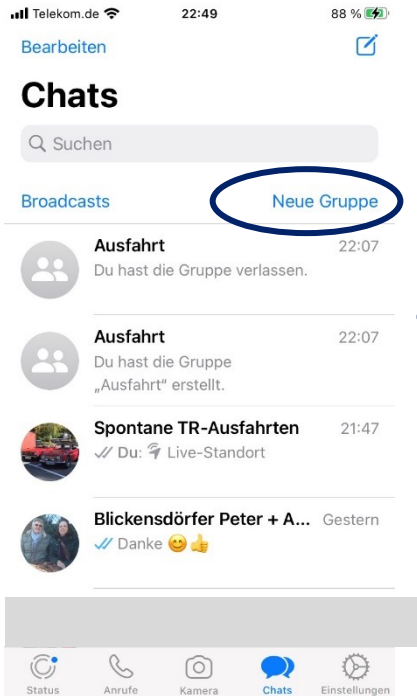 Telekom.de 22:49 88 %
Bearbeiten
Chats
Suchen
Broadcasts Neue Gruppe
Ausfahrt 22:07
Du hast die Gruppe verlassen.
Ausfahrt 22:07
Du hast die Gruppe
„Ausfahrt“ erstellt.
Spontane TR-Ausfahrten 21:47
Du: Live-Standort
Blickensdörfer Peter + A... Gestern
Danke 😊👍
Status Anrufe Kamera Chats Einstellungen